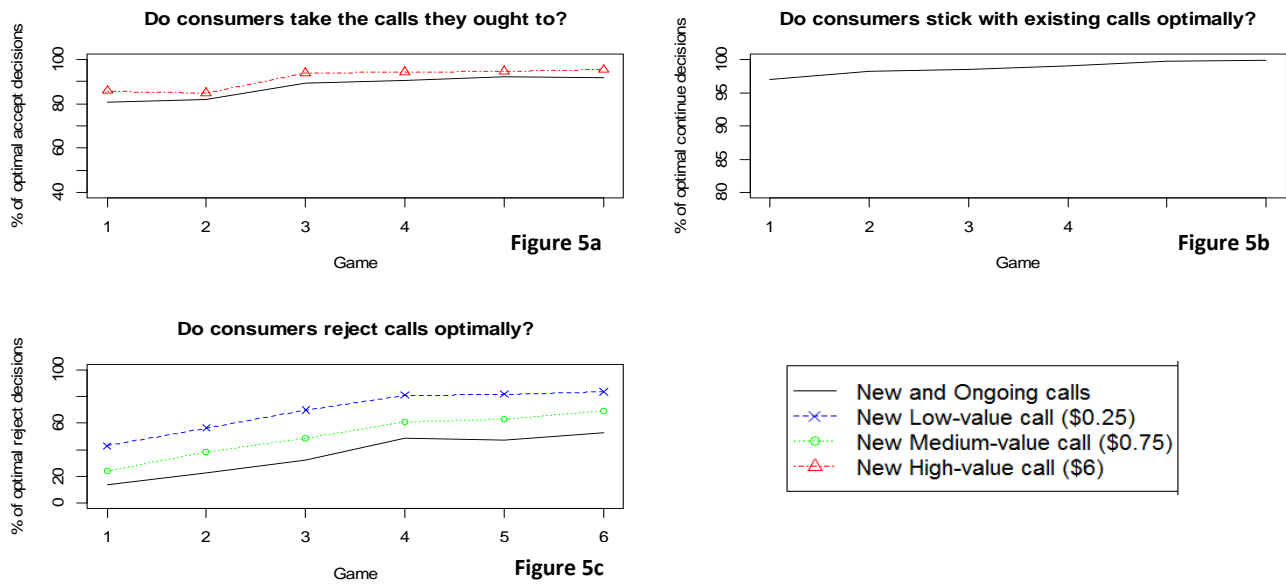 Do consumers take the calls they ought to?
% of optimal accept decisions
100
80
60
40
1 2 3 4
Figure 5a
Game
Do consumers stick with existing calls optimally?
% of optimal continue decisions
100
95
90
85
80
1 2 3 4
Figure 5b
Game
Do consumers reject calls optimally?
% of optimal reject decisions
100
60
20
0
1 2 3 4 5 6
Game
Figure 5c
New and Ongoing calls
New Low-value call ($0.25)
New Medium-value call ($0.75)
New High-value call ($6)